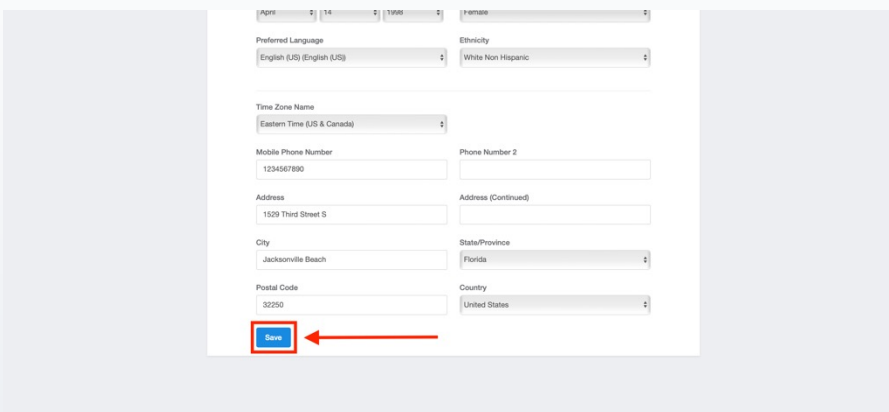 April 14 1998 Female
Preferred Language Ethnicity
English (US) (English (US)) White Non Hispanic
Time Zone Name
Eastern Time (US & Canada)
Mobile Phone Number Phone Number 2
1234567890
Address Address (Continued)
1529 Third Street S
City State/Province
Jacksonville Beach Florida
Postal Code Country
32250 United States
Save